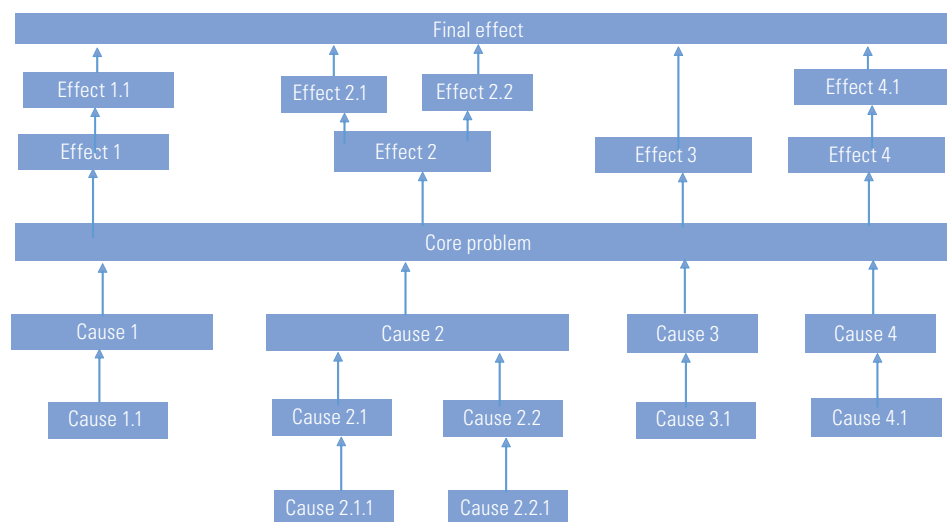 Final effect
Effect 1.1
Effect 2.1
Effect 2.2
Effect 4.1
Effect 1
Effect 2
Effect 3
Effect 4
Core problem
Cause 1
Cause 2
Cause 3
Cause 4
Cause 1.1
Cause 2.1
Cause 2.2
Cause 3.1
Cause 4.1
Cause 2.1.1
Cause 2.2.1